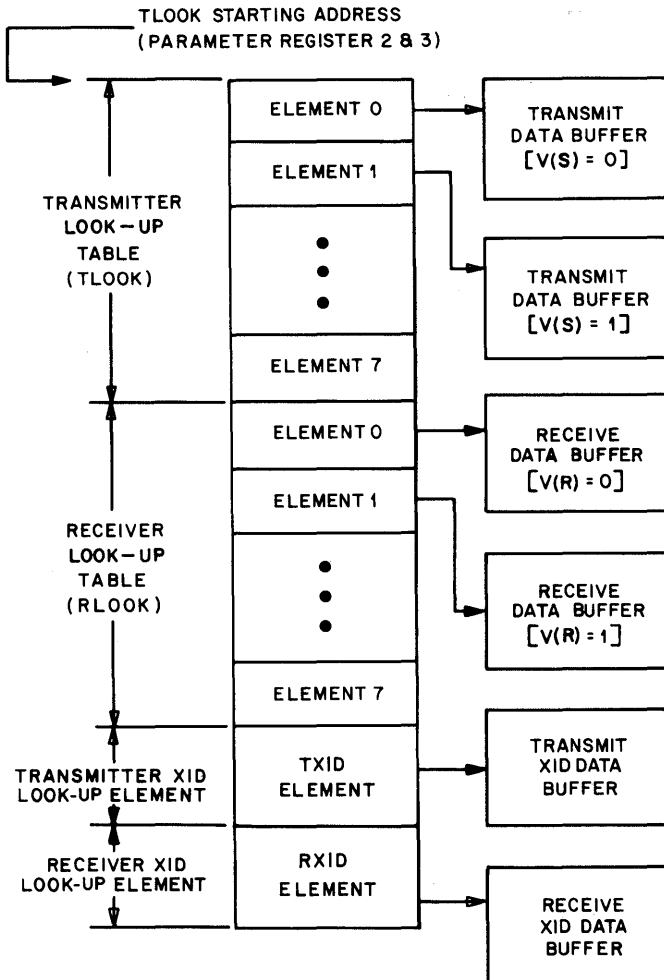 TLOOK STARTING ADDRESS
(PARAMETER REGISTER 2 & 3)
TRANSMITTER
LOOK-UP
TABLE
(TLOOK)
ELEMENT 0
ELEMENT 1
ELEMENT 7
TRANSMIT
DATA BUFFER
[V(S) = 0]
TRANSMIT
DATA BUFFER
[V(S) = 1]
RECEIVER
LOOK-UP
TABLE
(RLOOK)
ELEMENT 0
ELEMENT 1
ELEMENT 7
RECEIVE
DATA BUFFER
[V(R) = 0]
RECEIVE
DATA BUFFER
[V(R) = 1]
TRANSMITTER XID
LOOK-UP ELEMENT
TXID
ELEMENT
TRANSMIT
XID DATA
BUFFER
RECEIVER XID
LOOK-UP ELEMENT
RXID
ELEMENT
RECEIVE
XID DATA
BUFFER